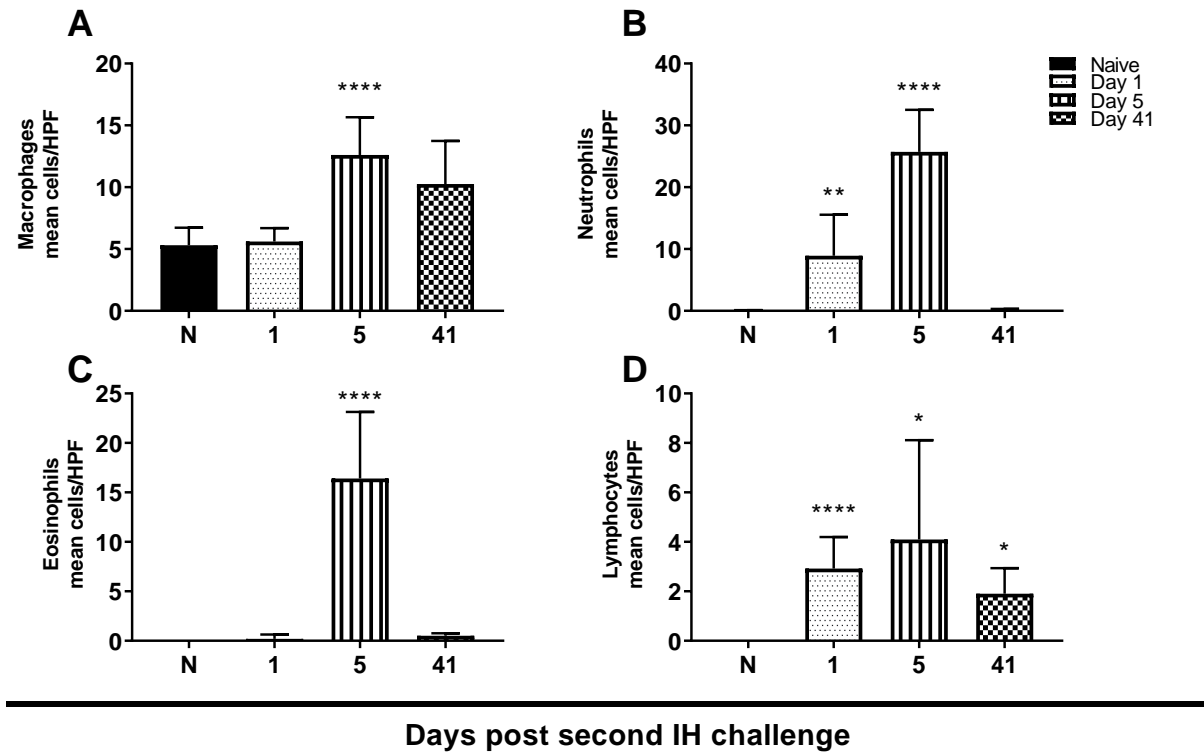 A
Macrophages
mean cells/HPF
20
15
10
5
0
****
N 1 5 41
B
Neutrophils
mean cells/HPF
40
30
20
10
0
**
****
N 1 5 41
Naive
Day 1
Day 5
Day 41
C
Eosinophils
mean cells/HPF
25
20
15
10
5
0
****
N 1 5 41
D
Lymphocytes
mean cells/HPF
10
8
6
4
2
0
****
*
*
N 1 5 41
Days post second IH challenge